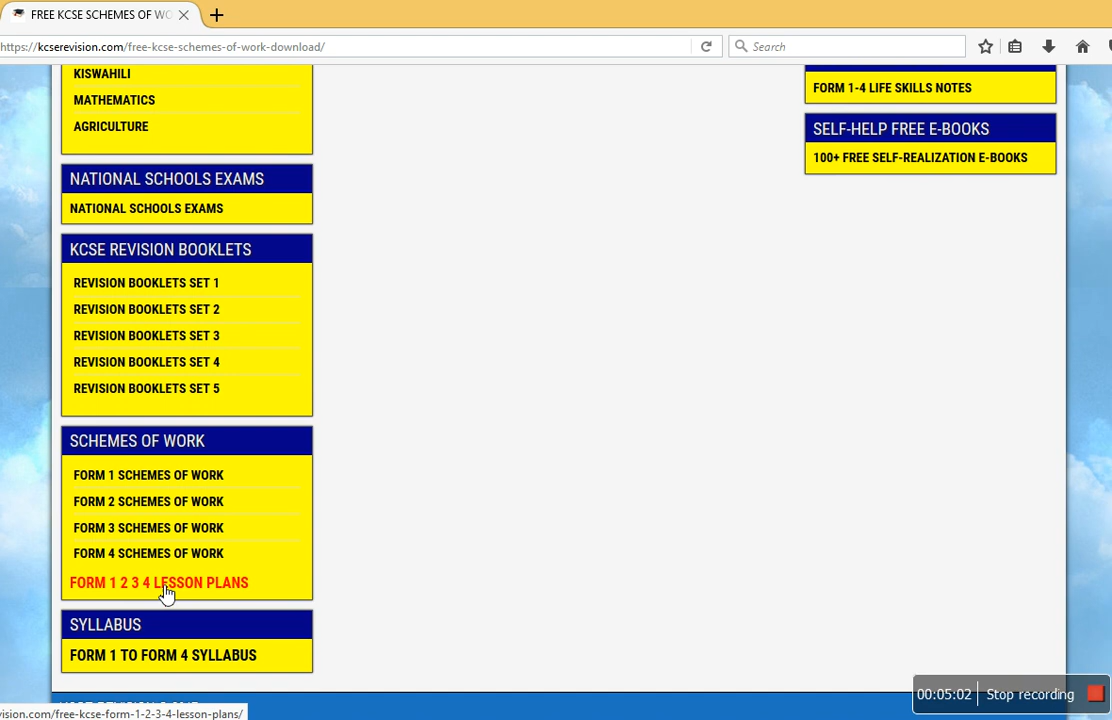 FREE KCSE SCHEMES OF WO
https://kcserevision.com/free-kcse-schemes-of-work-download/
Search
KISWAHILI
MATHEMATICS
AGRICULTURE
NATIONAL SCHOOLS EXAMS
NATIONAL SCHOOLS EXAMS
KCSE REVISION BOOKLETS
REVISION BOOKLETS SET 1
REVISION BOOKLETS SET 2
REVISION BOOKLETS SET 3
REVISION BOOKLETS SET 4
REVISION BOOKLETS SET 5
SCHEMES OF WORK
FORM 1 SCHEMES OF WORK
FORM 2 SCHEMES OF WORK
FORM 3 SCHEMES OF WORK
FORM 4 SCHEMES OF WORK
FORM 1 2 3 4 LESSON PLANS
SYLLABUS
FORM 1 TO FORM 4 SYLLABUS
FORM 1-4 LIFE SKILLS NOTES
SELF-HELP FREE E-BOOKS
100+ FREE SELF-REALIZATION E-BOOKS
00:05:02 Stop recording
vision.com/free-kcse-form-1-2-3-4-lesson-plans/